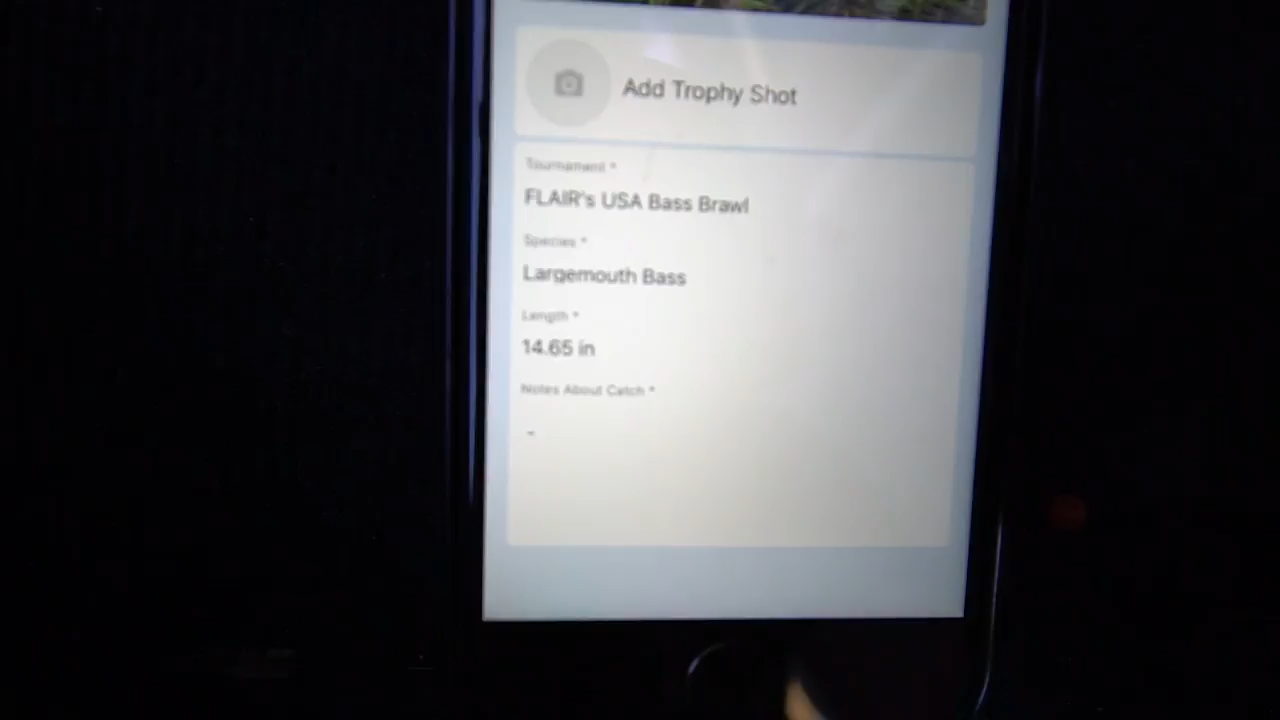 Add Trophy Shot
Tournament *
FLAIR's USA Bass Brawl
Species *
Largemouth Bass
Length *
14.65 in
Notes About Catch *
-